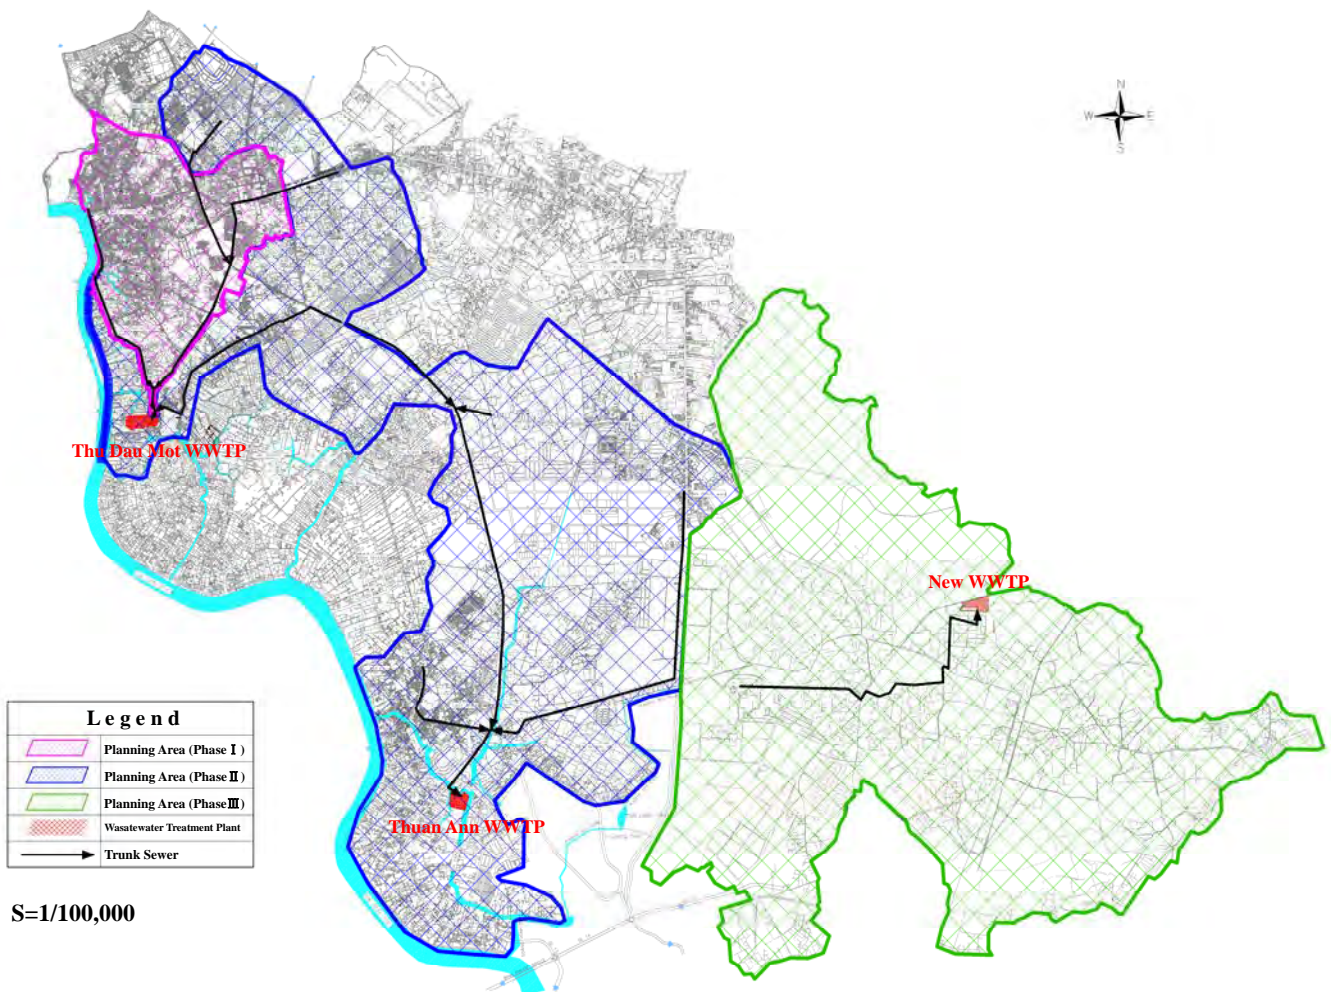 N
W E
S
Thu Dau Mot WWTP
New WWTP
Thuan Ann WWTP
Legend
Planning Area (Phase Ⅰ)
Planning Area (Phase Ⅱ)
Planning Area (Phase Ⅲ)
Wasatewater Treatment Plant
Trunk Sewer
S=1/100,000